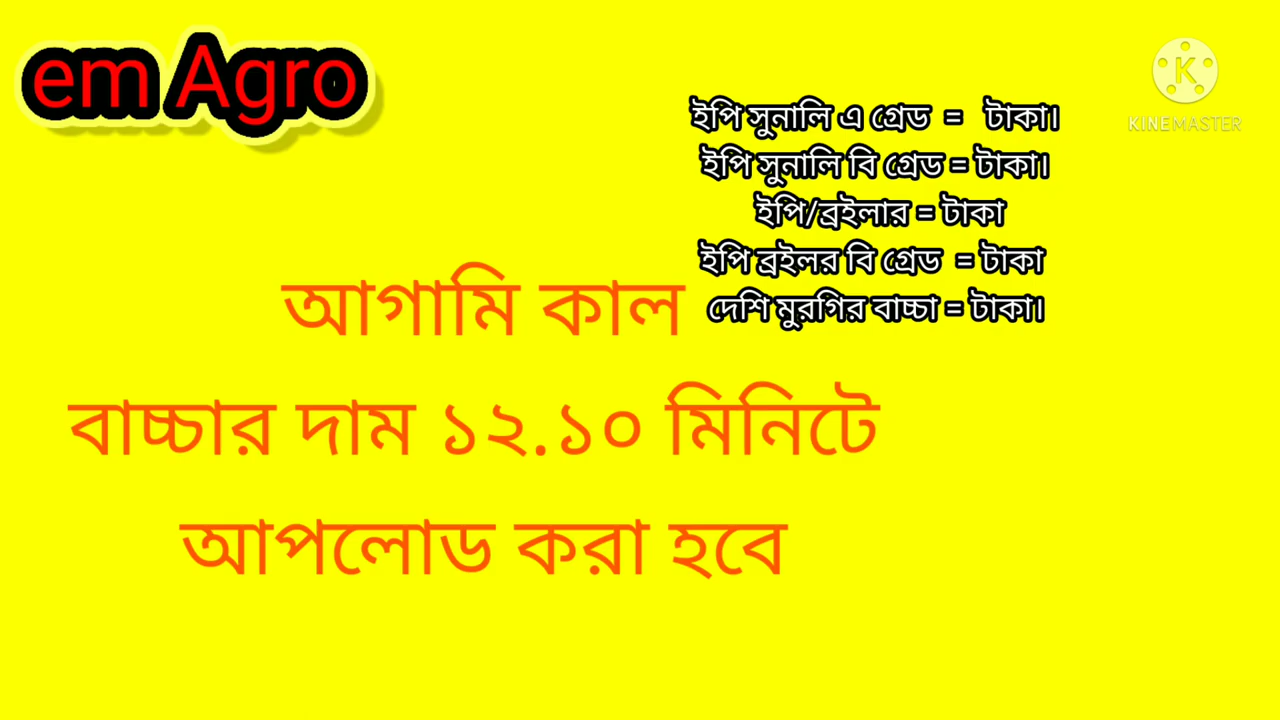 em Agro
KINEMASTER
ইপি সুনালি এ গ্রেড = টাকা।
ইপি সুনালি বি গ্রেড = টাকা।
ইপি/ব্রইলার = টাকা
ইপি ব্রইলর বি গ্রেড = টাকা
দেশি মুরগির বাচ্চা = টাকা।
আগামি কাল
বাচ্চার দাম ১২.১০ মিনিটে
আপলোড করা হবে